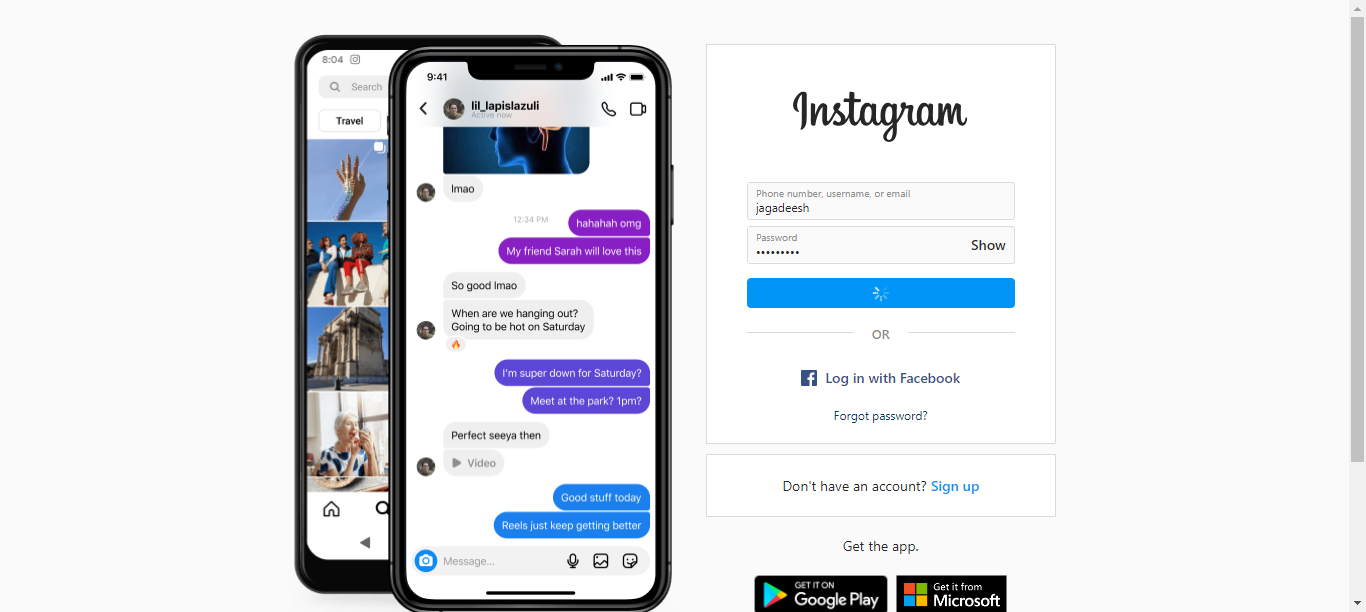 8:04
Search
Travel
9:41
lil_lapislazuli
Active now
lmao
12:34 PM
hahahah omg
My friend Sarah will love this
So good lmao
When are we hanging out?
Going to be hot on Saturday
🔥
I'm super down for Saturday?
Meet at the park? 1pm?
Perfect seeya then
Video
Good stuff today
Reels just keep getting better
Message...
Instagram
Phone number, username, or email
jagadeesh
Password
•••••••••
Show
OR
Log in with Facebook
Forgot password?
Don't have an account? Sign up
Get the app.
GET IT ON
Google Play
Get it from
Microsoft